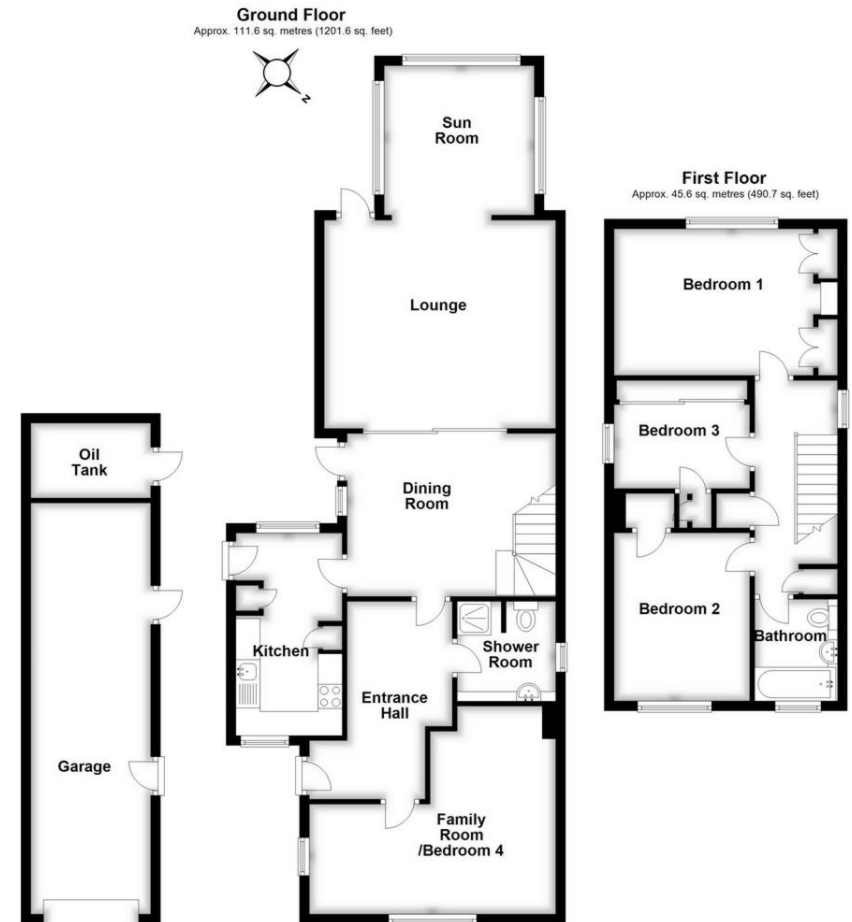 Ground Floor
Approx. 111.6 sq. metres (1201.6 sq. feet)
N
Sun
Room
Lounge
Oil
Tank
Dining
Room
Kitchen
Shower
Room
Entrance
Hall
Garage
Family
Room
/Bedroom 4
First Floor
Approx. 45.6 sq. metres (490.7 sq. feet)
Bedroom 1
Bedroom 3
Bedroom 2
Bathroom